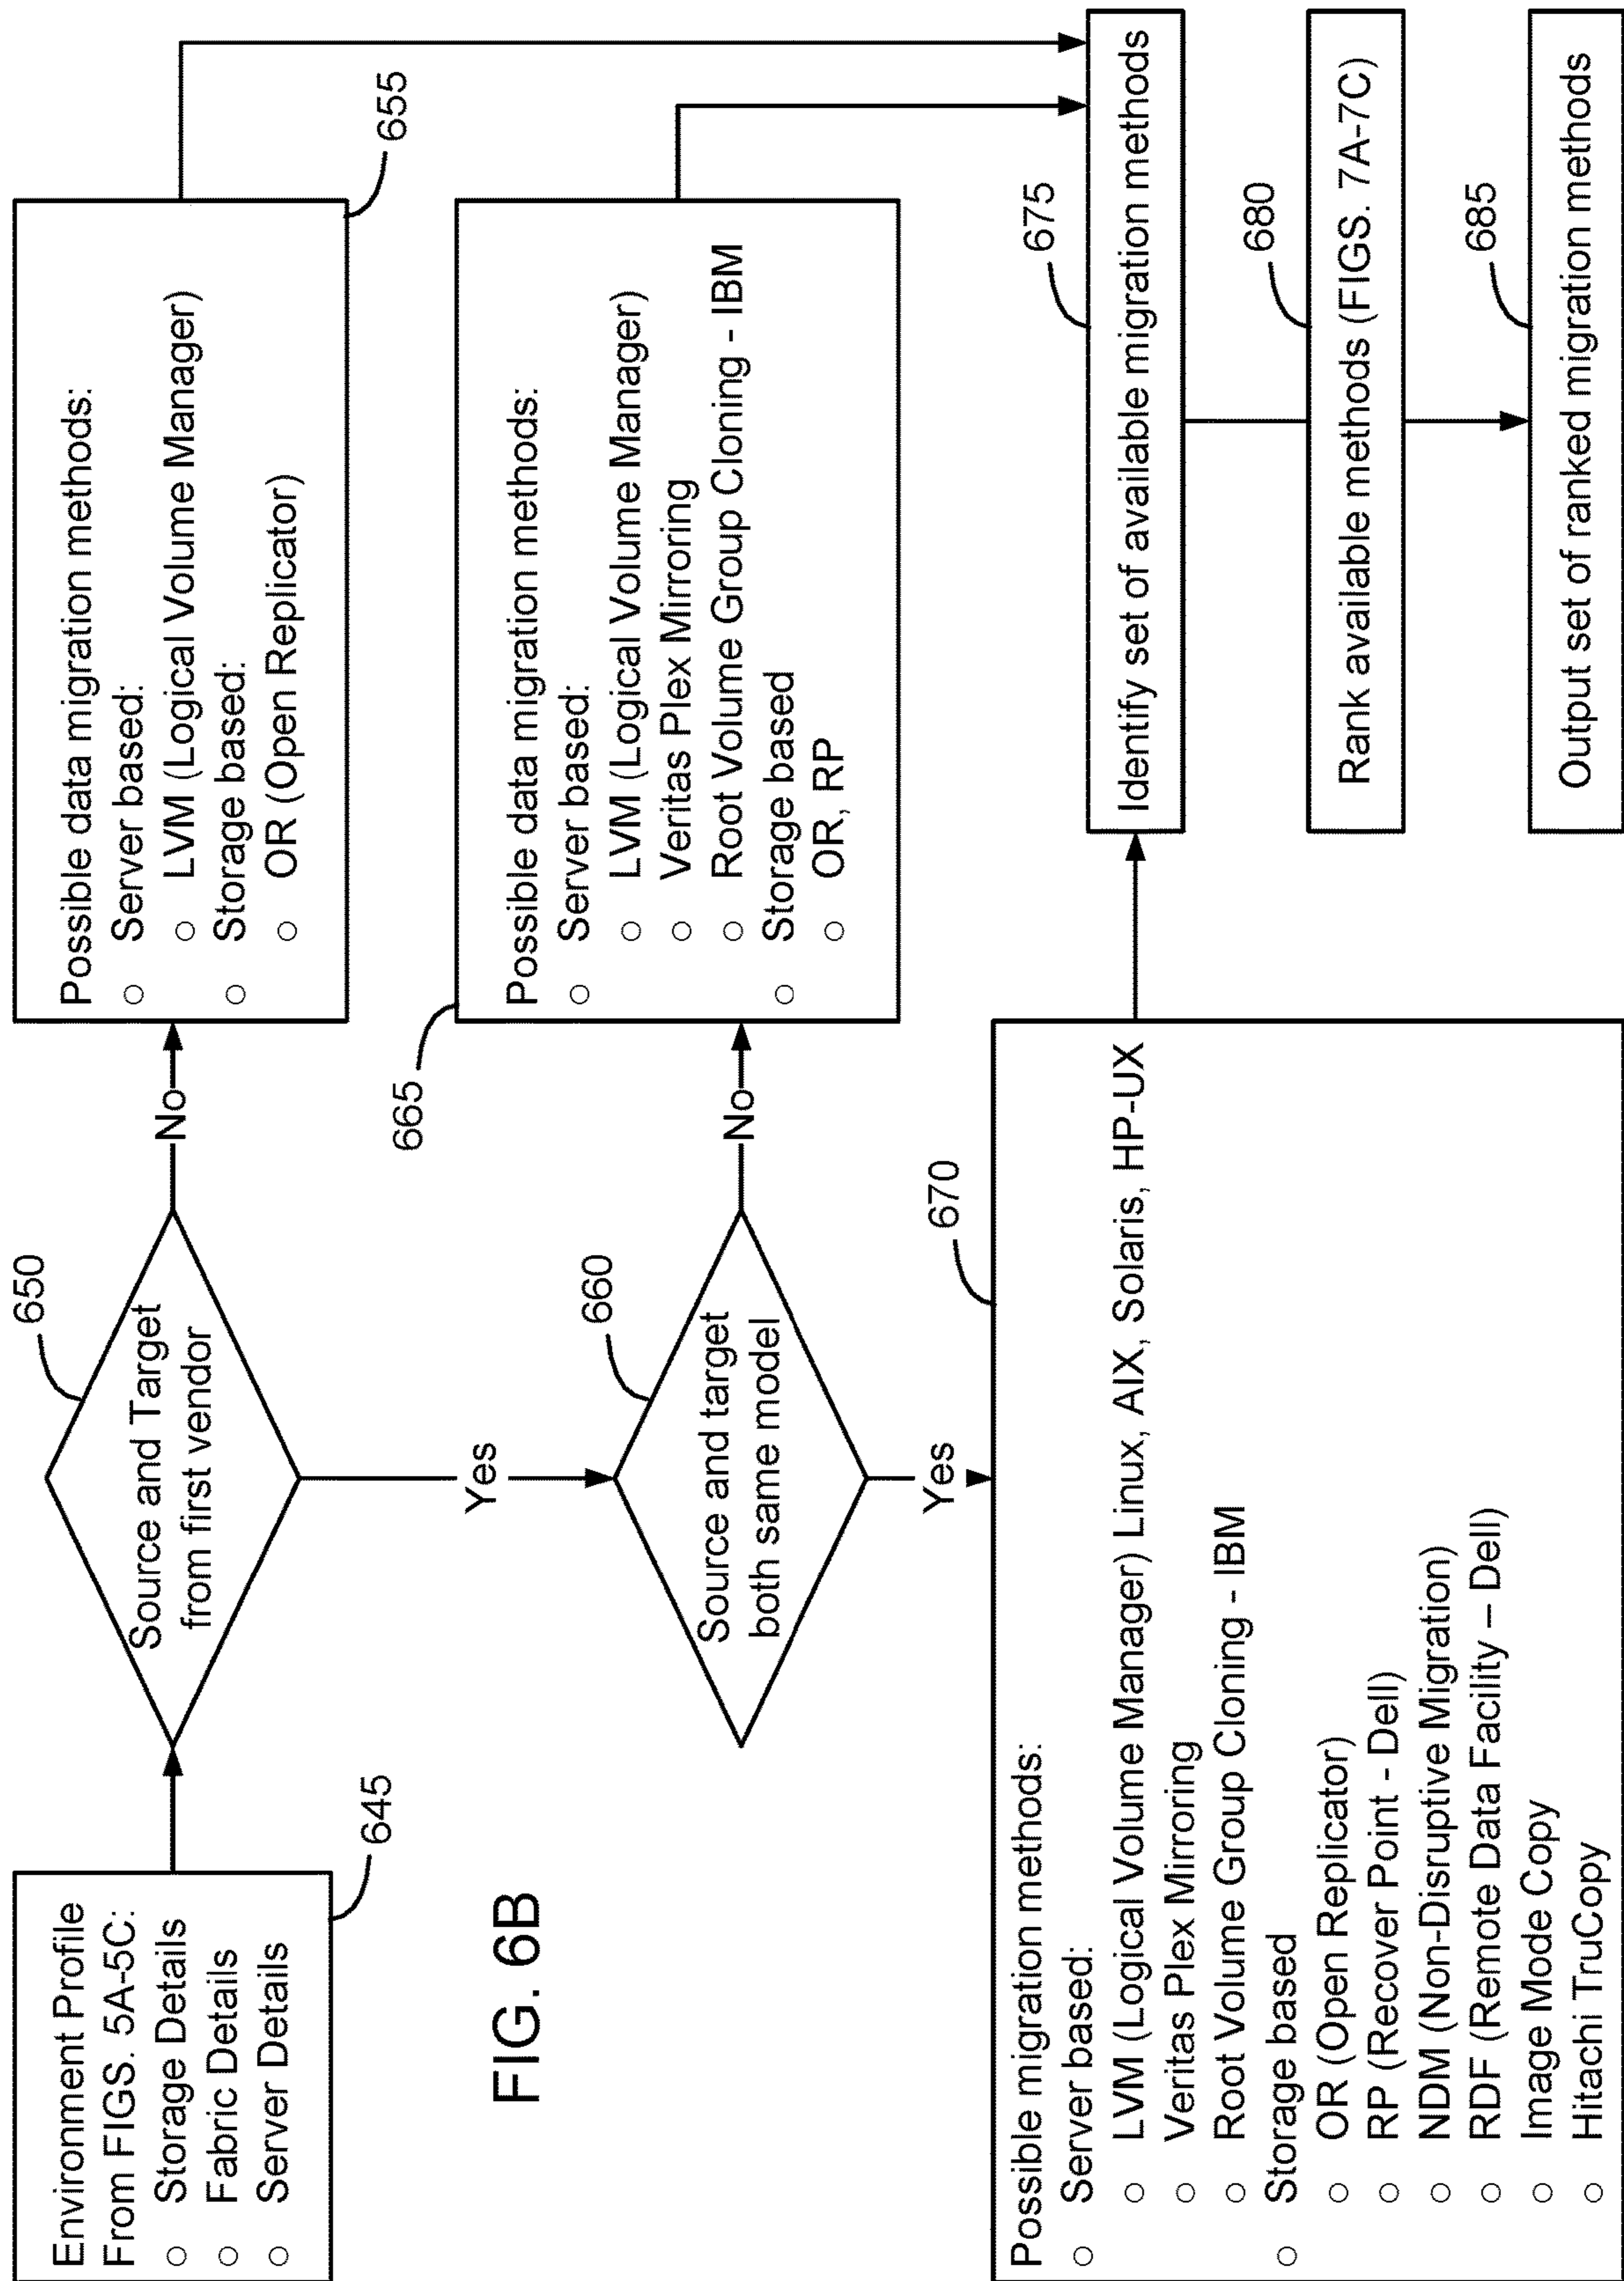 Environment Profile
From FIGS. 5A-5C:
○ Storage Details
○ Fabric Details
○ Server Details
645
650
Source and Target
from first vendor
No
Yes
Possible data migration methods:
○ Server based:
○ LVM (Logical Volume Manager)
○ Storage based:
○ OR (Open Replicator)
655
660
Source and target
both same model
No
Yes
665
Possible data migration methods:
○ Server based:
○ LVM (Logical Volume Manager)
○ Veritas Plex Mirroring
○ Root Volume Group Cloning - IBM
○ Storage based
○ OR, RP
670
Possible migration methods:
○ Server based:
○ LVM (Logical Volume Manager) Linux, AIX, Solaris, HP-UX
○ Veritas Plex Mirroring
○ Root Volume Group Cloning - IBM
○ Storage based
○ OR (Open Replicator)
○ RP (Recover Point - Dell)
○ NDM (Non-Disruptive Migration)
○ RDF (Remote Data Facility – Dell)
○ Image Mode Copy
○ Hitachi TruCopy
675
Identify set of available migration methods
680
Rank available methods (FIGS. 7A-7C)
685
Output set of ranked migration methods
FIG. 6B